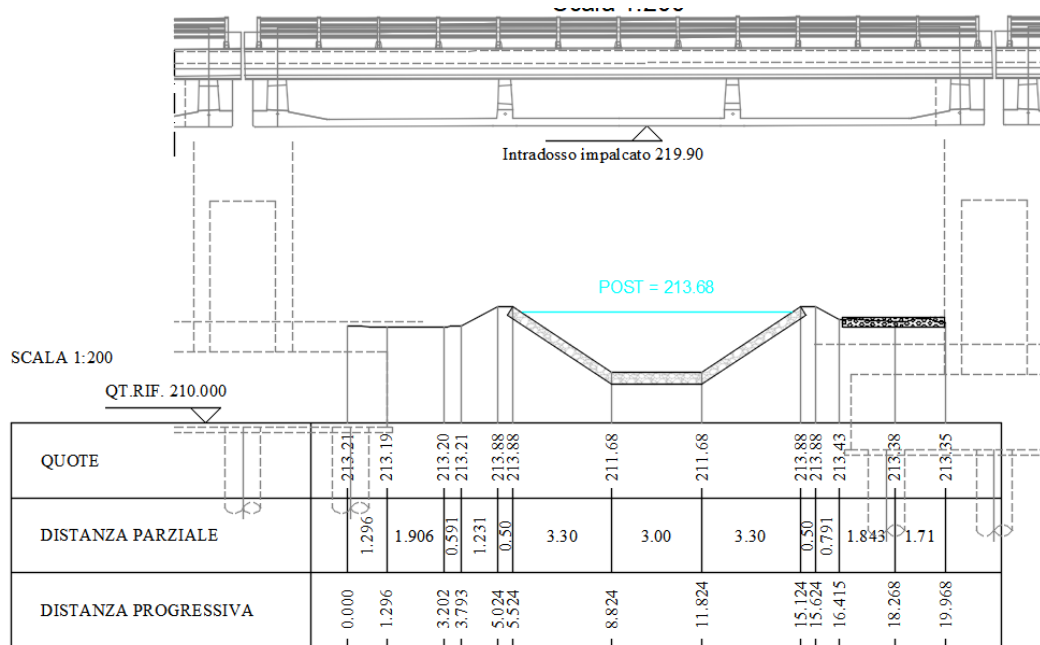 Scala 1:200
Intradosso impalcato 219.90
POST = 213.68
SCALA 1:200
QT.RIF. 210.000
QUOTE 213.21 213.19 213.20 213.21 213.88 213.88 211.68 211.68 213.88 213.88 213.43 213.38 213.35
DISTANZA PARZIALE 1.296 1.906 0.591 1.231 0.50 3.30 3.00 3.30 0.50 0.791 1.843 1.71
DISTANZA PROGRESSIVA 0.000 1.296 3.202 3.793 5.024 5.524 8.824 11.824 15.124 15.624 16.415 18.268 19.968